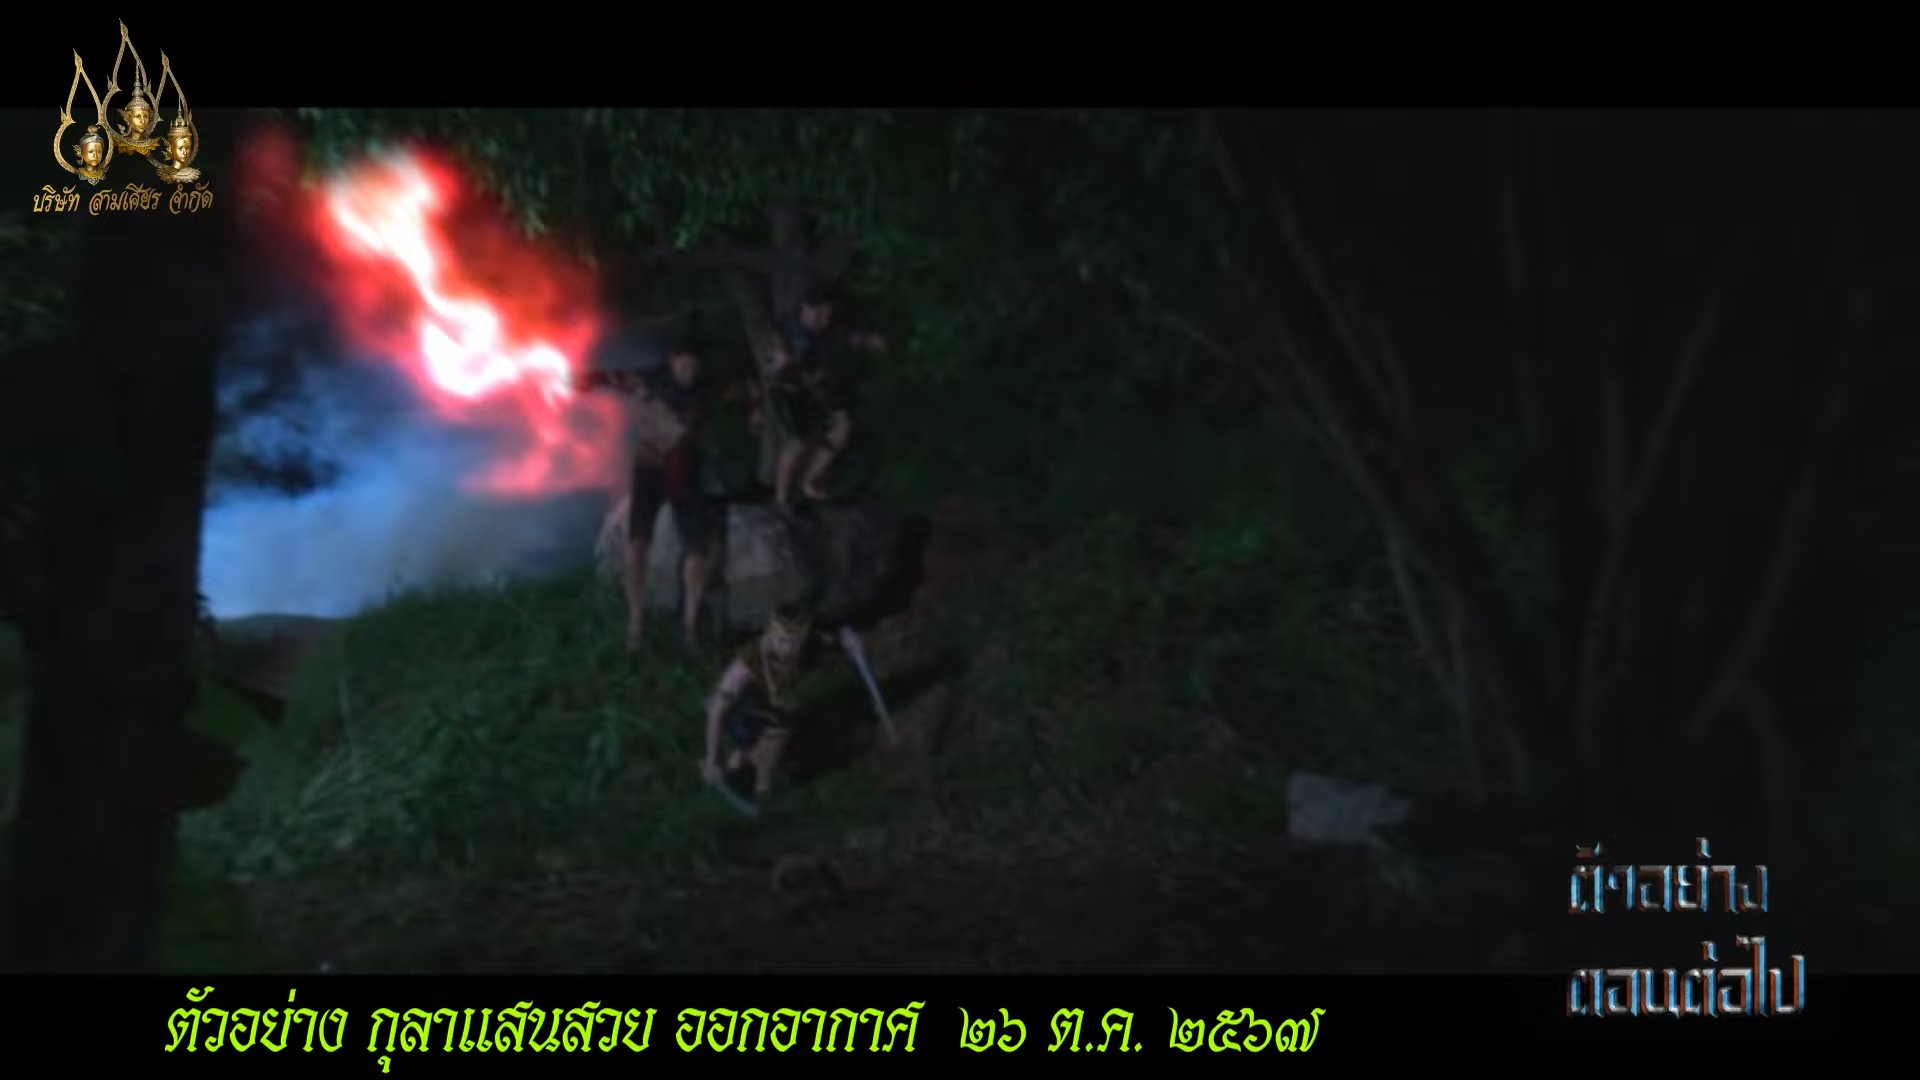 บริษัท สามเศียร จำกัด
ตัวอย่าง
ตอนต่อไป
ตัวอย่าง กุลาแสนสวย ออกอากาศ ๒๖ ต.ค. ๒๕๖๗